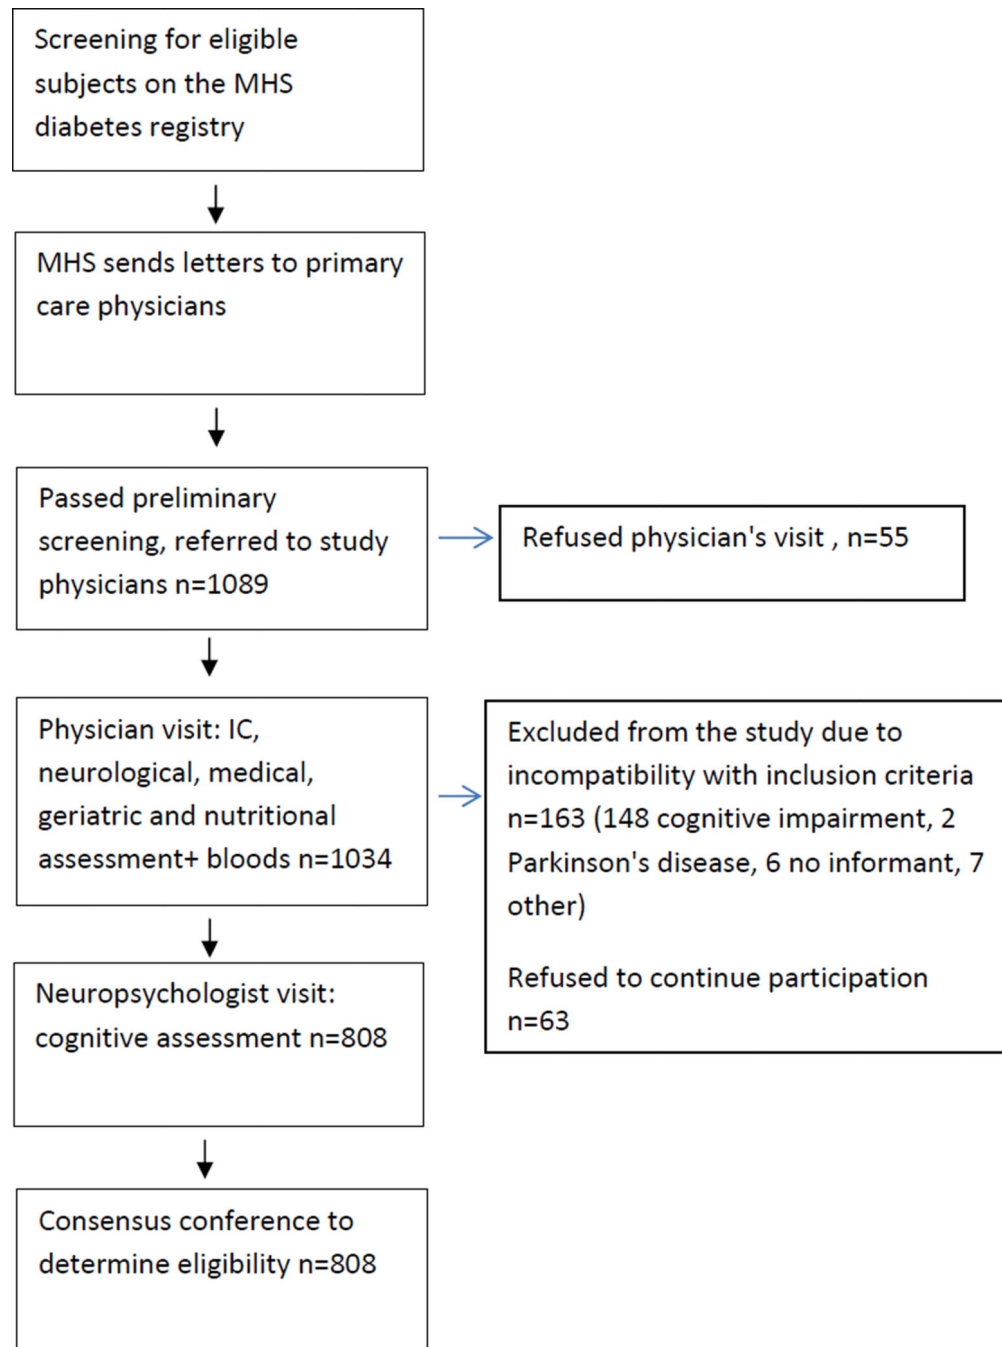 Screening for eligible
subjects on the MHS
diabetes registry
MHS sends letters to primary
care physicians
Passed preliminary
screening, referred to study
physicians n=1089
Refused physician's visit , n=55
Physician visit: IC,
neurological, medical,
geriatric and nutritional
assessment+ bloods n=1034
Excluded from the study due to
incompatibility with inclusion criteria
n=163 (148 cognitive impairment, 2
Parkinson's disease, 6 no informant, 7
other)
Refused to continue participation
n=63
Neuropsychologist visit:
cognitive assessment n=808
Consensus conference to
determine eligibility n=808